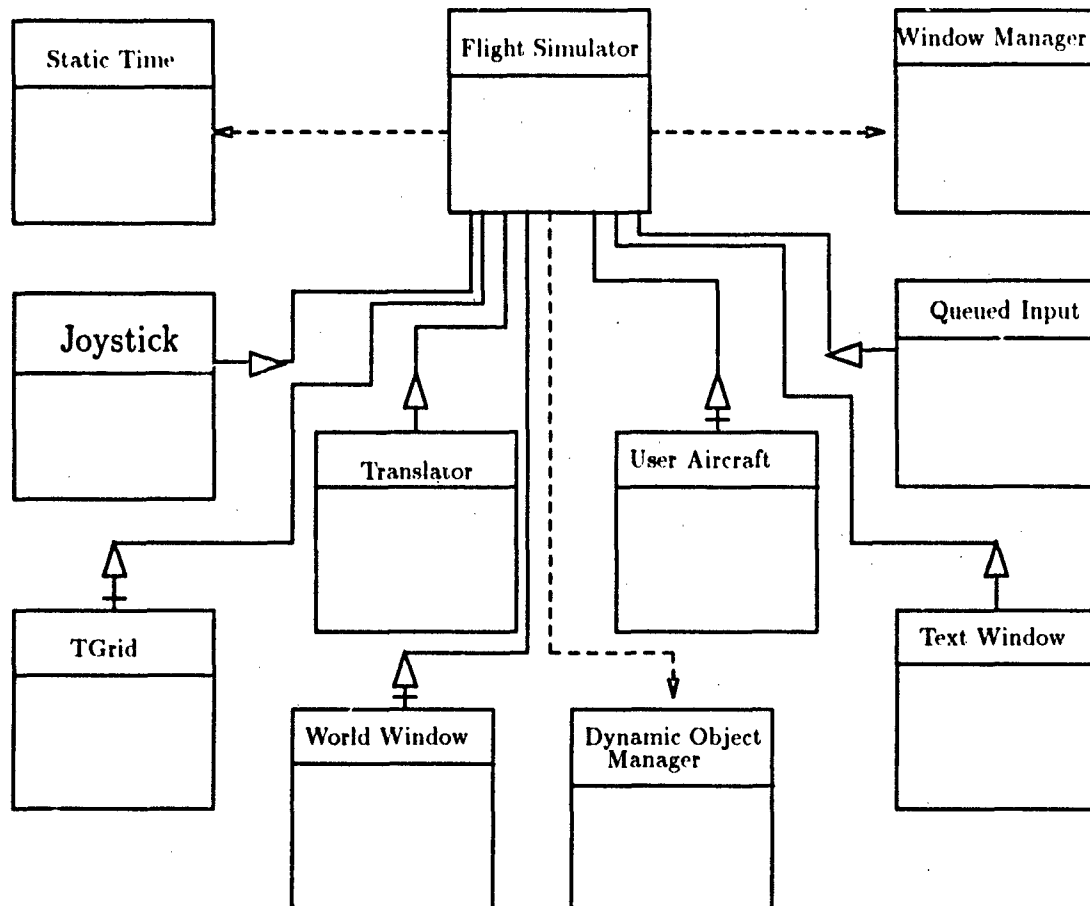 Static Time
Flight Simulator
Window Manager
Joystick
Queued Input
Translator
User Aircraft
TGrid
Text Window
World Window
Dynamic Object
Manager